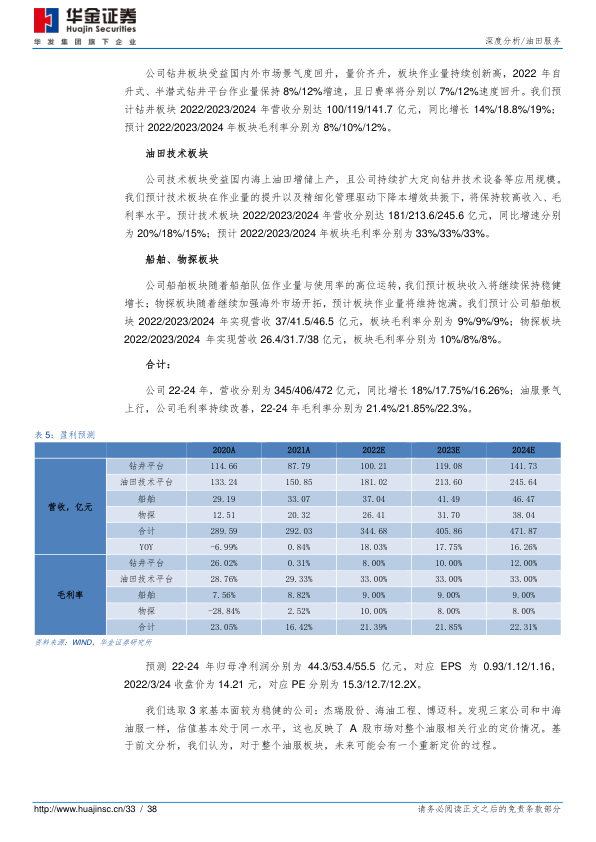 华金证券
Huajin Securities
华发集团旗下企业
深度分析/油田服务
公司钻井板块受益国内外市场景气度回升，量价齐升，板块作业量持续创新高，2022 年自
升式、半潜式钻井平台作业量保持 8%/12%增速，且日费率将分别以 7%/12%速度回升。我们预
计钻井板块 2022/2023/2024 年营收分别达 100/119/141.7 亿元，同比增长 14%/18.8%/19%；
预计 2022/2023/2024 年板块毛利率分别为 8%/10%/12%。
油田技术板块
公司技术板块受益国内海上油田增储上产，且公司持续扩大定向钻井技术设备等应用规模。
我们预计技术板块在作业量的提升以及精细化管理驱动下降本增效共振下，将保持较高收入、毛
利率水平。预计技术板块 2022/2023/2024 年营收分别达 181/213.6/245.6 亿元，同比增速分别
为 20%/18%/15%；预计 2022/2023/2024 年板块毛利率分别为 33%/33%/33%。
船舶、物探板块
公司船舶板块随着船舶队伍作业量与使用率的高位运转，我们预计板块收入将继续保持稳健
增长；物探板块随着继续加强海外市场开拓，预计板块作业量将维持饱满。我们预计公司船舶板
块 2022/2023/2024 年实现营收 37/41.5/46.5 亿元，板块毛利率分别为 9%/9%/9%；物探板块
2022/2023/2024 年实现营收 26.4/31.7/38 亿元，板块毛利率分别为 10%/8%/8%。
合计：
公司 22-24 年，营收分别为 345/406/472 亿元，同比增长 18%/17.75%/16.26%；油服景气
上行，公司毛利率持续改善，22-24 年毛利率分别为 21.4%/21.85%/22.3%。
表 5：盈利预测
2020A 2021A 2022E 2023E 2024E
营收，亿元
钻井平台 114.66 87.79 100.21 119.08 141.73
油田技术平台 133.24 150.85 181.02 213.60 245.64
船舶 29.19 33.07 37.04 41.49 46.47
物探 12.51 20.32 26.41 31.70 38.04
合计 289.59 292.03 344.68 405.86 471.87
YOY -6.99% 0.84% 18.03% 17.75% 16.26%
毛利率
钻井平台 26.02% 0.31% 8.00% 10.00% 12.00%
油田技术平台 28.76% 29.33% 33.00% 33.00% 33.00%
船舶 7.56% 8.82% 9.00% 9.00% 9.00%
物探 -28.84% 2.52% 10.00% 8.00% 8.00%
合计 23.05% 16.42% 21.39% 21.85% 22.31%
资料来源：WIND，华金证券研究所
预测 22-24 年归母净利润分别为 44.3/53.4/55.5 亿元，对应 EPS 为 0.93/1.12/1.16，
2022/3/24 收盘价为 14.21 元，对应 PE 分别为 15.3/12.7/12.2X。
我们选取 3 家基本面较为稳健的公司：杰瑞股份、海油工程、博迈科。发现三家公司和中海
油服一样，估值基本处于同一水平，这也反映了 A 股市场对整个油服相关行业的定价情况。基
于前文分析，我们认为，对于整个油服板块，未来可能会有一个重新定价的过程。
http://www.huajinsc.cn/33 / 38
请务必阅读正文之后的免责条款部分